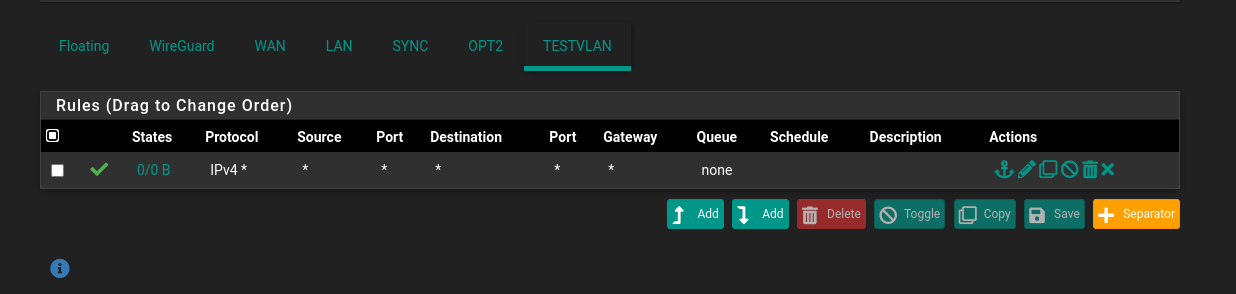 Floating WireGuard WAN LAN SYNC OPT2 TESTVLAN
Rules (Drag to Change Order)
States Protocol Source Port Destination Port Gateway Queue Schedule Description Actions
0/0 B IPv4 * * * * * * none
Add Add Delete Toggle Copy Save Separator